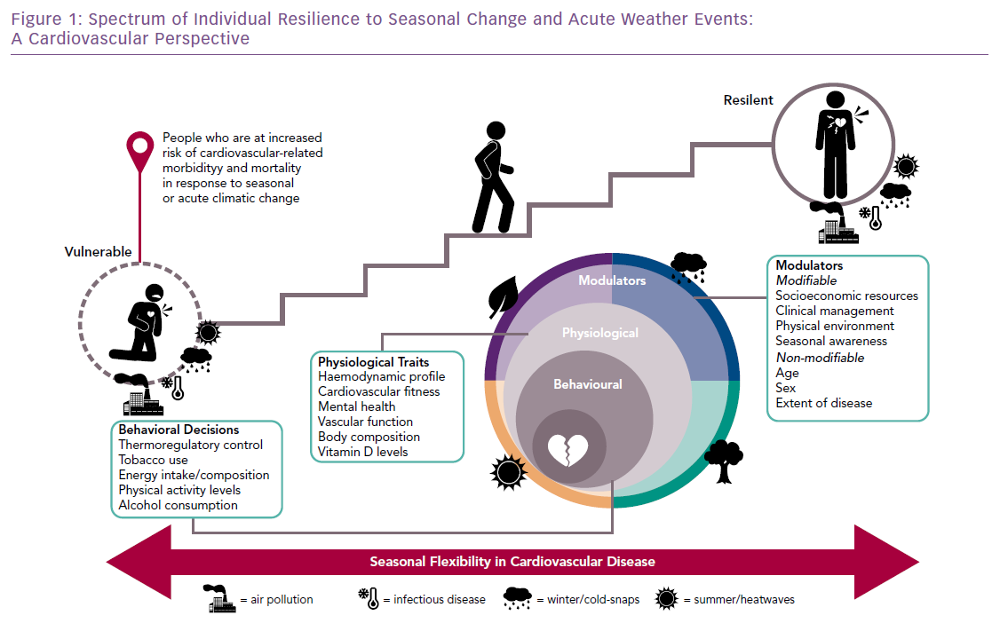 Figure 1: Spectrum of Individual Resilience to Seasonal Change and Acute Weather Events:
A Cardiovascular Perspective
Resilent
People who are at increased
risk of cardiovascular-related
morbidityy and mortality
in response to seasonal
or acute climatic change
Vulnerable
Modulators
Physiological
Behavioural
Modulators
Modifiable
Socioeconomic resources
Clinical management
Physical environment
Seasonal awareness
Non-modifiable
Age
Sex
Extent of disease
Physiological Traits
Haemodynamic profile
Cardiovascular fitness
Mental health
Vascular function
Body composition
Vitamin D levels
Behavioral Decisions
Thermoregulatory control
Tobacco use
Energy intake/composition
Physical activity levels
Alcohol consumption
Seasonal Flexibility in Cardiovascular Disease
= air pollution
= infectious disease
= winter/cold-snaps
= summer/heatwaves